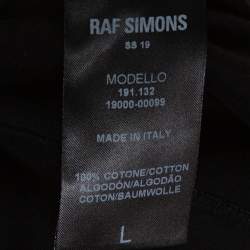 RAF SIMONS
SS 19
MODELLO
191.132
19000-00099
MADE IN ITALY
100% COTONE/COTTON
ALGODÓN/ALGODÃO
COTON/BAUMWOLLE
L